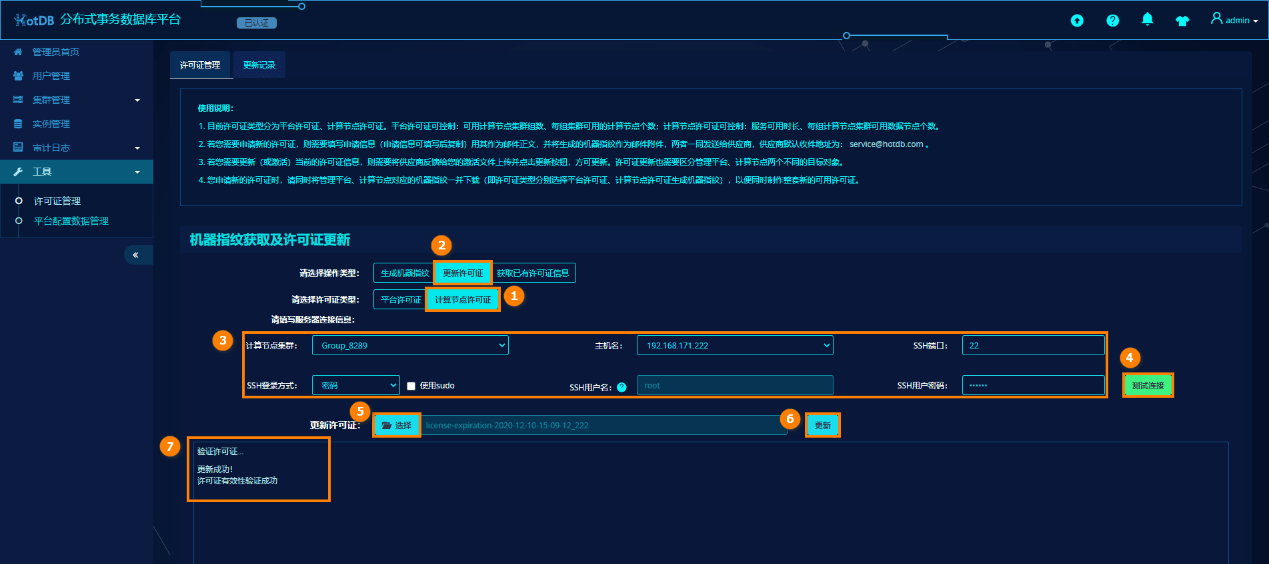 HotDB 分布式事务数据库平台
已认证
admin
管理员首页
用户管理
集群管理
实例管理
审计日志
工具
许可证管理
平台配置数据管理
许可证管理 更新记录
使用说明：
1. 目前许可证类型分为平台许可证、计算节点许可证。平台许可证可控制：可用计算节点集群组数、每组集群可用的计算节点个数；计算节点许可证可控制：服务可用时长、每组计算集群可用数据节点个数。
2. 若您需要申请新的许可证，则需要填写申请信息（申请信息可填写后复制）用其作为邮件正文，并将生成的机器指纹作为邮件附件，两者一同发送给供应商，供应商默认收件地址为： service@hotdb.com 。
3. 若您需要更新（或激活）当前的许可证信息，则需要将供应商反馈给您的激活文件上传并点击更新按钮，方可更新。许可证更新也需要区分管理平台、计算节点两个不同的目标对象。
4. 您申请新的许可证时，请同时将管理平台、计算节点对应的机器指纹一并下载（即许可证类型分别选择平台许可证、计算节点许可证生成机器指纹），以便同时制作整套新的可用许可证。
机器指纹获取及许可证更新
2
请选择操作类型： 生成机器指纹 更新许可证 获取已有许可证信息
请选择许可证类型： 平台许可证 计算节点许可证 1
请填写服务器连接信息：
3 计算节点集群： Group_8289 主机名： 192.168.171.222 SSH端口： 22
4
SSH登录方式： 密码 使用sudo SSH用户名： ? root SSH用户密码： •••••• 测试连接
5 6
更新许可证： 选择 license-expiration-2020-12-10-15-09-12_222 更新
7
验证许可证...
更新成功!
许可证有效性验证成功